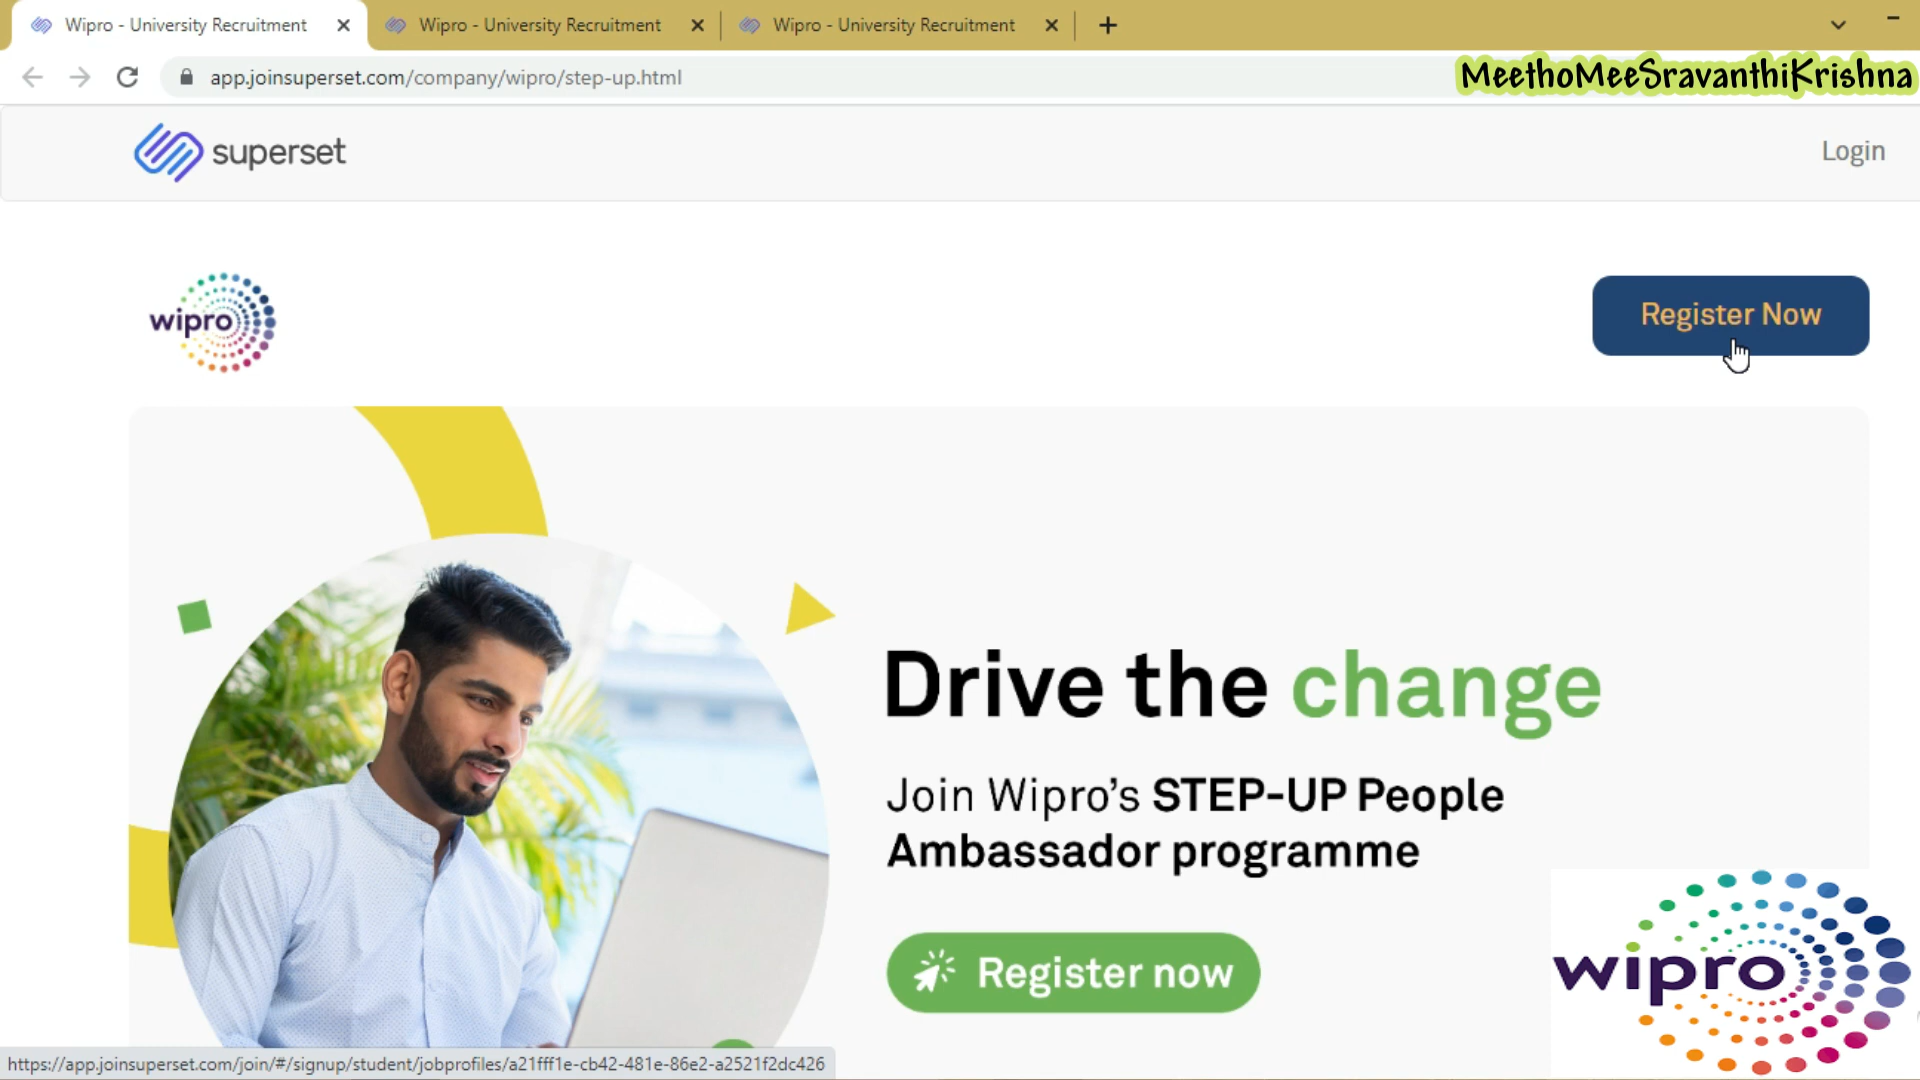 Wipro - University Recruitment
Wipro - University Recruitment
Wipro - University Recruitment
app.joinsuperset.com/company/wipro/step-up.html
MeethoMeeSravanthiKrishna
superset
Login
wipro
Register Now
Drive the change
Join Wipro’s STEP-UP People
Ambassador programme
Register now
wipro
https://app.joinsuperset.com/join/#/signup/student/jobprofiles/a21fff1e-cb42-481e-86e2-a2521f2dc426